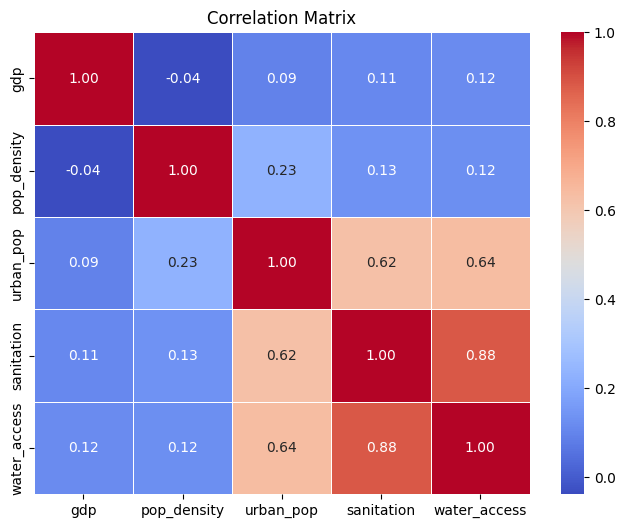 Correlation Matrix
gdp 1.00 -0.04 0.09 0.11 0.12
pop_density -0.04 1.00 0.23 0.13 0.12
urban_pop 0.09 0.23 1.00 0.62 0.64
sanitation 0.11 0.13 0.62 1.00 0.88
water_access 0.12 0.12 0.64 0.88 1.00
gdp pop_density urban_pop sanitation water_access
1.0
0.8
0.6
0.4
0.2
0.0